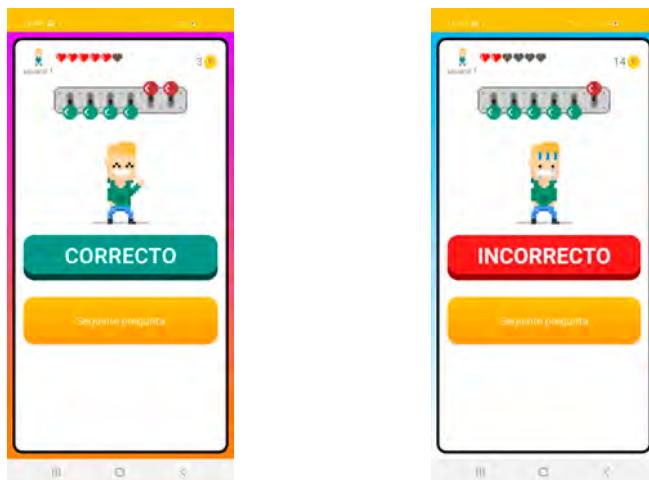 3
CORRECTO
Siguiente pregunta
14
INCORRECTO
Siguiente pregunta